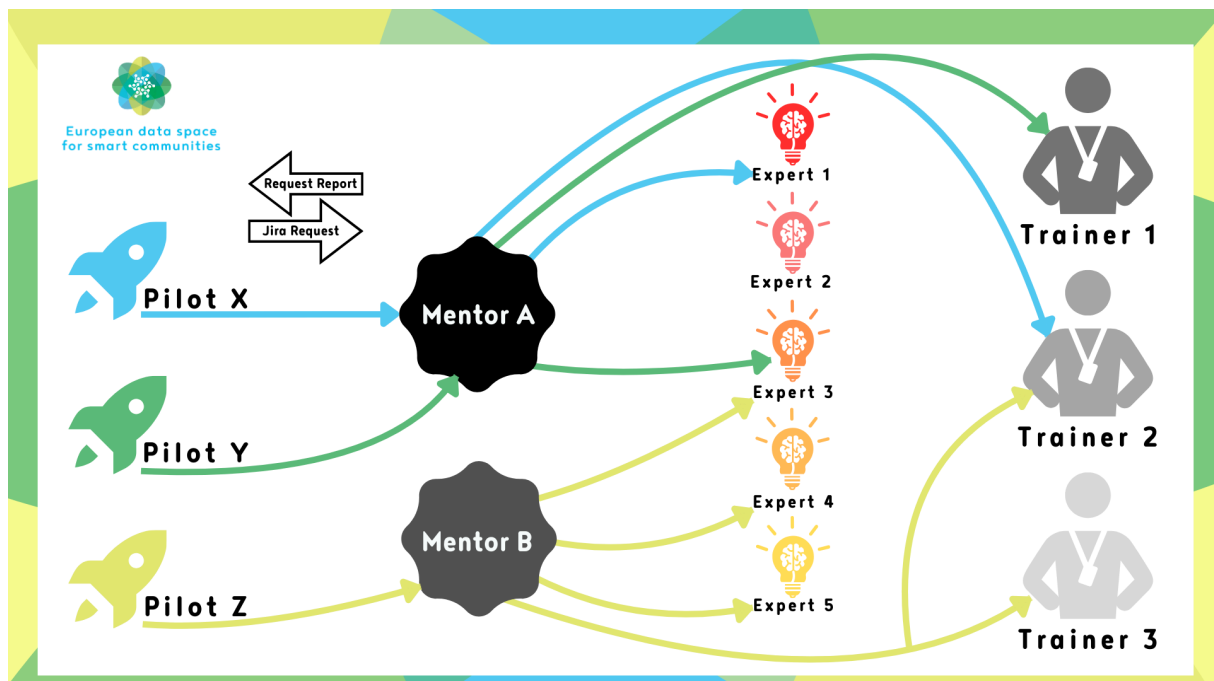 European data space
for smart communities
Request Report
Jira Request
Pilot X
Pilot Y
Pilot Z
Mentor A
Mentor B
Expert 1
Expert 2
Expert 3
Expert 4
Expert 5
Trainer 1
Trainer 2
Trainer 3